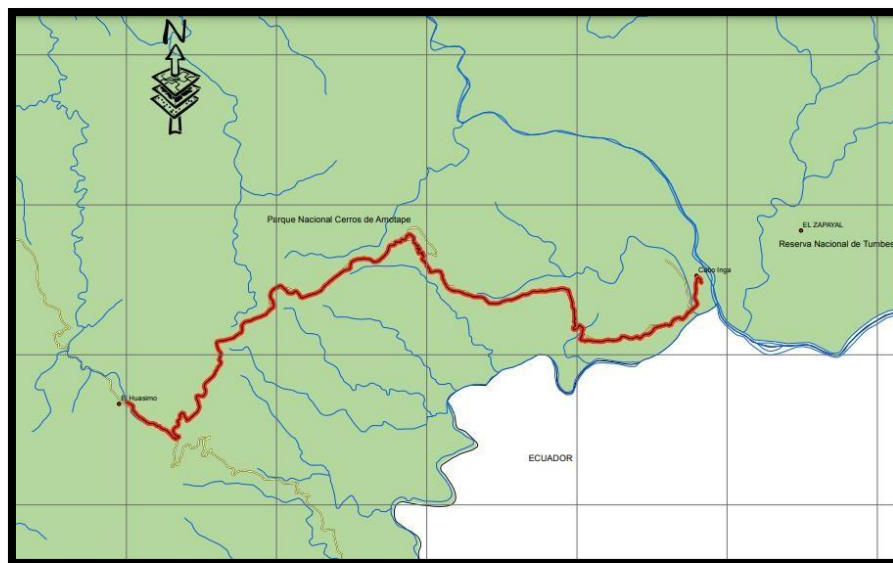 N
Parque Nacional Cerros de Amotape
EL ZAPAYAL
Reserva Nacional de Tumbes
Cabo Inga
El Huasimo
ECUADOR